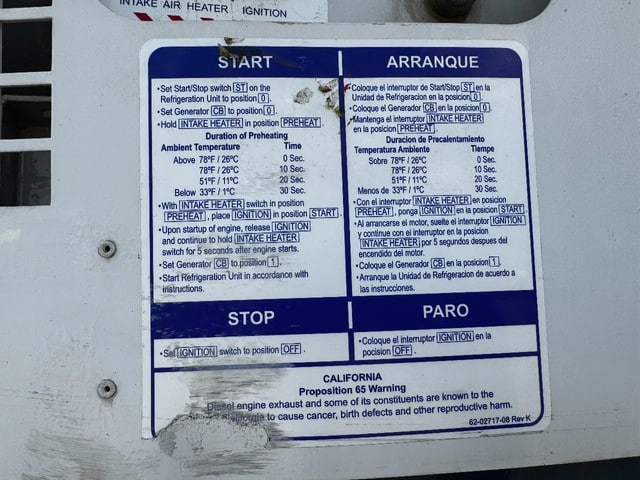 INTAKE AIR HEATER IGNITION
START
•Set Start/Stop switch ST on the
Refrigeration Unit to position 0.
•Set Generator CB to position 0.
•Hold INTAKE HEATER in position PREHEAT.
Duration of Preheating
Ambient Temperature Time
Above 78°F / 26°C 0 Sec.
78°F / 26°C 10 Sec.
51°F / 11°C 20 Sec.
Below 33°F / 1°C 30 Sec.
•With INTAKE HEATER switch in position
PREHEAT, place IGNITION in position START.
•Upon startup of engine, release IGNITION
and continue to hold INTAKE HEATER
switch for 5 seconds after engine starts.
•Set Generator CB to position 1.
•Start Refrigeration Unit in accordance with
instructions.
ARRANQUE
•Coloque el interruptor de Start/Stop ST en la
Unidad de Refrigeracion en la posicion 0.
•Coloque el Generador CB en la posicion 0.
•Mantenga el interruptor INTAKE HEATER
en la posicion PREHEAT.
Duracion de Precalentamiento
Temperatura Ambiente Tiempe
Sobre 78°F / 26°C 0 Sec.
78°F / 26°C 10 Sec.
51°F / 11°C 20 Sec.
Menos de 33°F / 1°C 30 Sec.
•Con el interruptor INTAKE HEATER en posicion
PREHEAT, ponga IGNITION en la posicion START.
•Al arrancarse el motor, suelte el interruptor IGNITION
y continue con el interruptor en la posicion
INTAKE HEATER por 5 segundos despues del
encendido del motor.
•Coloque el Generador CB en la posicion 1.
•Arranque la Unidad de Refrigeracion de acuerdo a
las instrucciones.
STOP
•Set IGNITION switch to position OFF.
PARO
•Coloque el interruptor IGNITION en la
pocision OFF.
CALIFORNIA
Proposition 65 Warning
Diesel engine exhaust and some of its constituents are known to the
to cause cancer, birth defects and other reproductive harm.
62-02717-08 Rev K